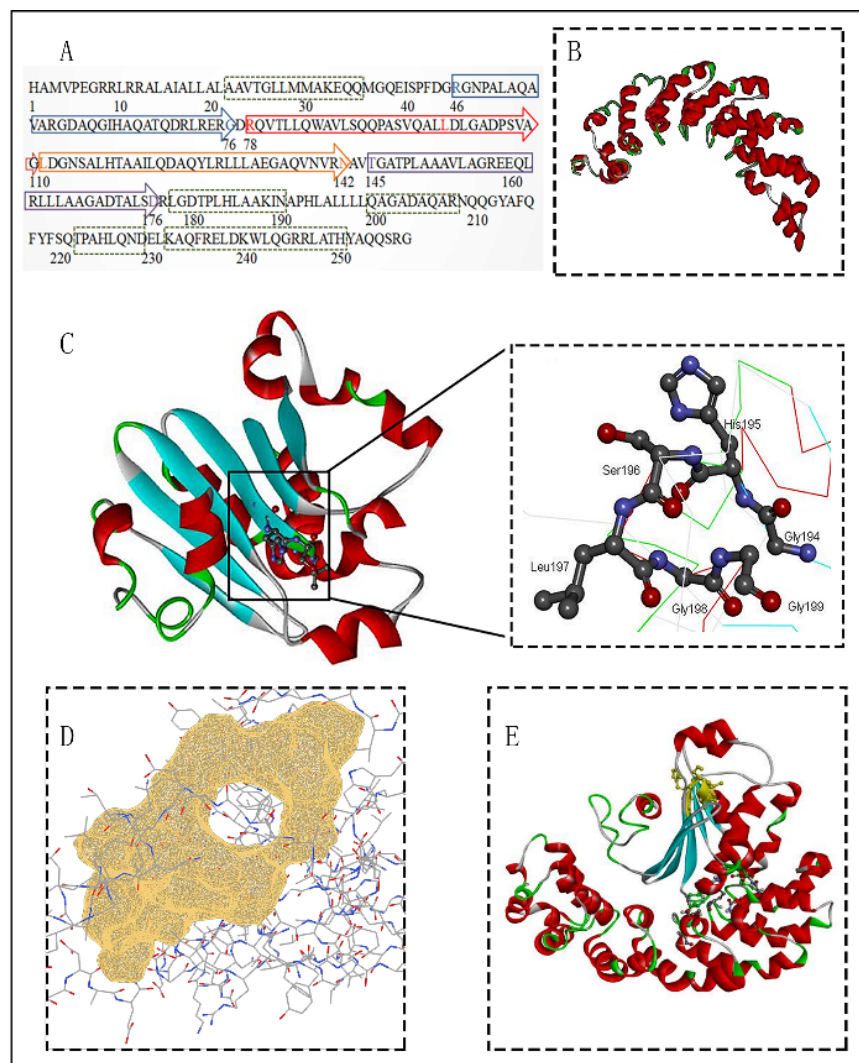 A
B
HAMVPEGRRLRRALAIALLALAAVTGLLMMAKEQQMGQEISPFDGRGNPALAQA
1 10 20 30 40 46
VARGDAQGIHAQATQDRLRERGDRQVTLLQWAVLSQQPASVQALLDLGADPSVA
76 78
GLDGNSALHTAAILQDAQYLRLLLAEGAQVNVRNAVTGATPLAAAVLAGREEQL
110 142 145 160
RLLLAAGADTALSDRLGDTPLHLAAKINAPHLALLLLQAGADAQARNQQGYAFQ
176 180 190 200 210
FYFSQTPAHLQNDELKAQFRELDKWLQGRRLATHYAQQSRG
220 230 240 250
C
His195
Ser196
Gly194
Leu197
Gly198
Gly199
D
E